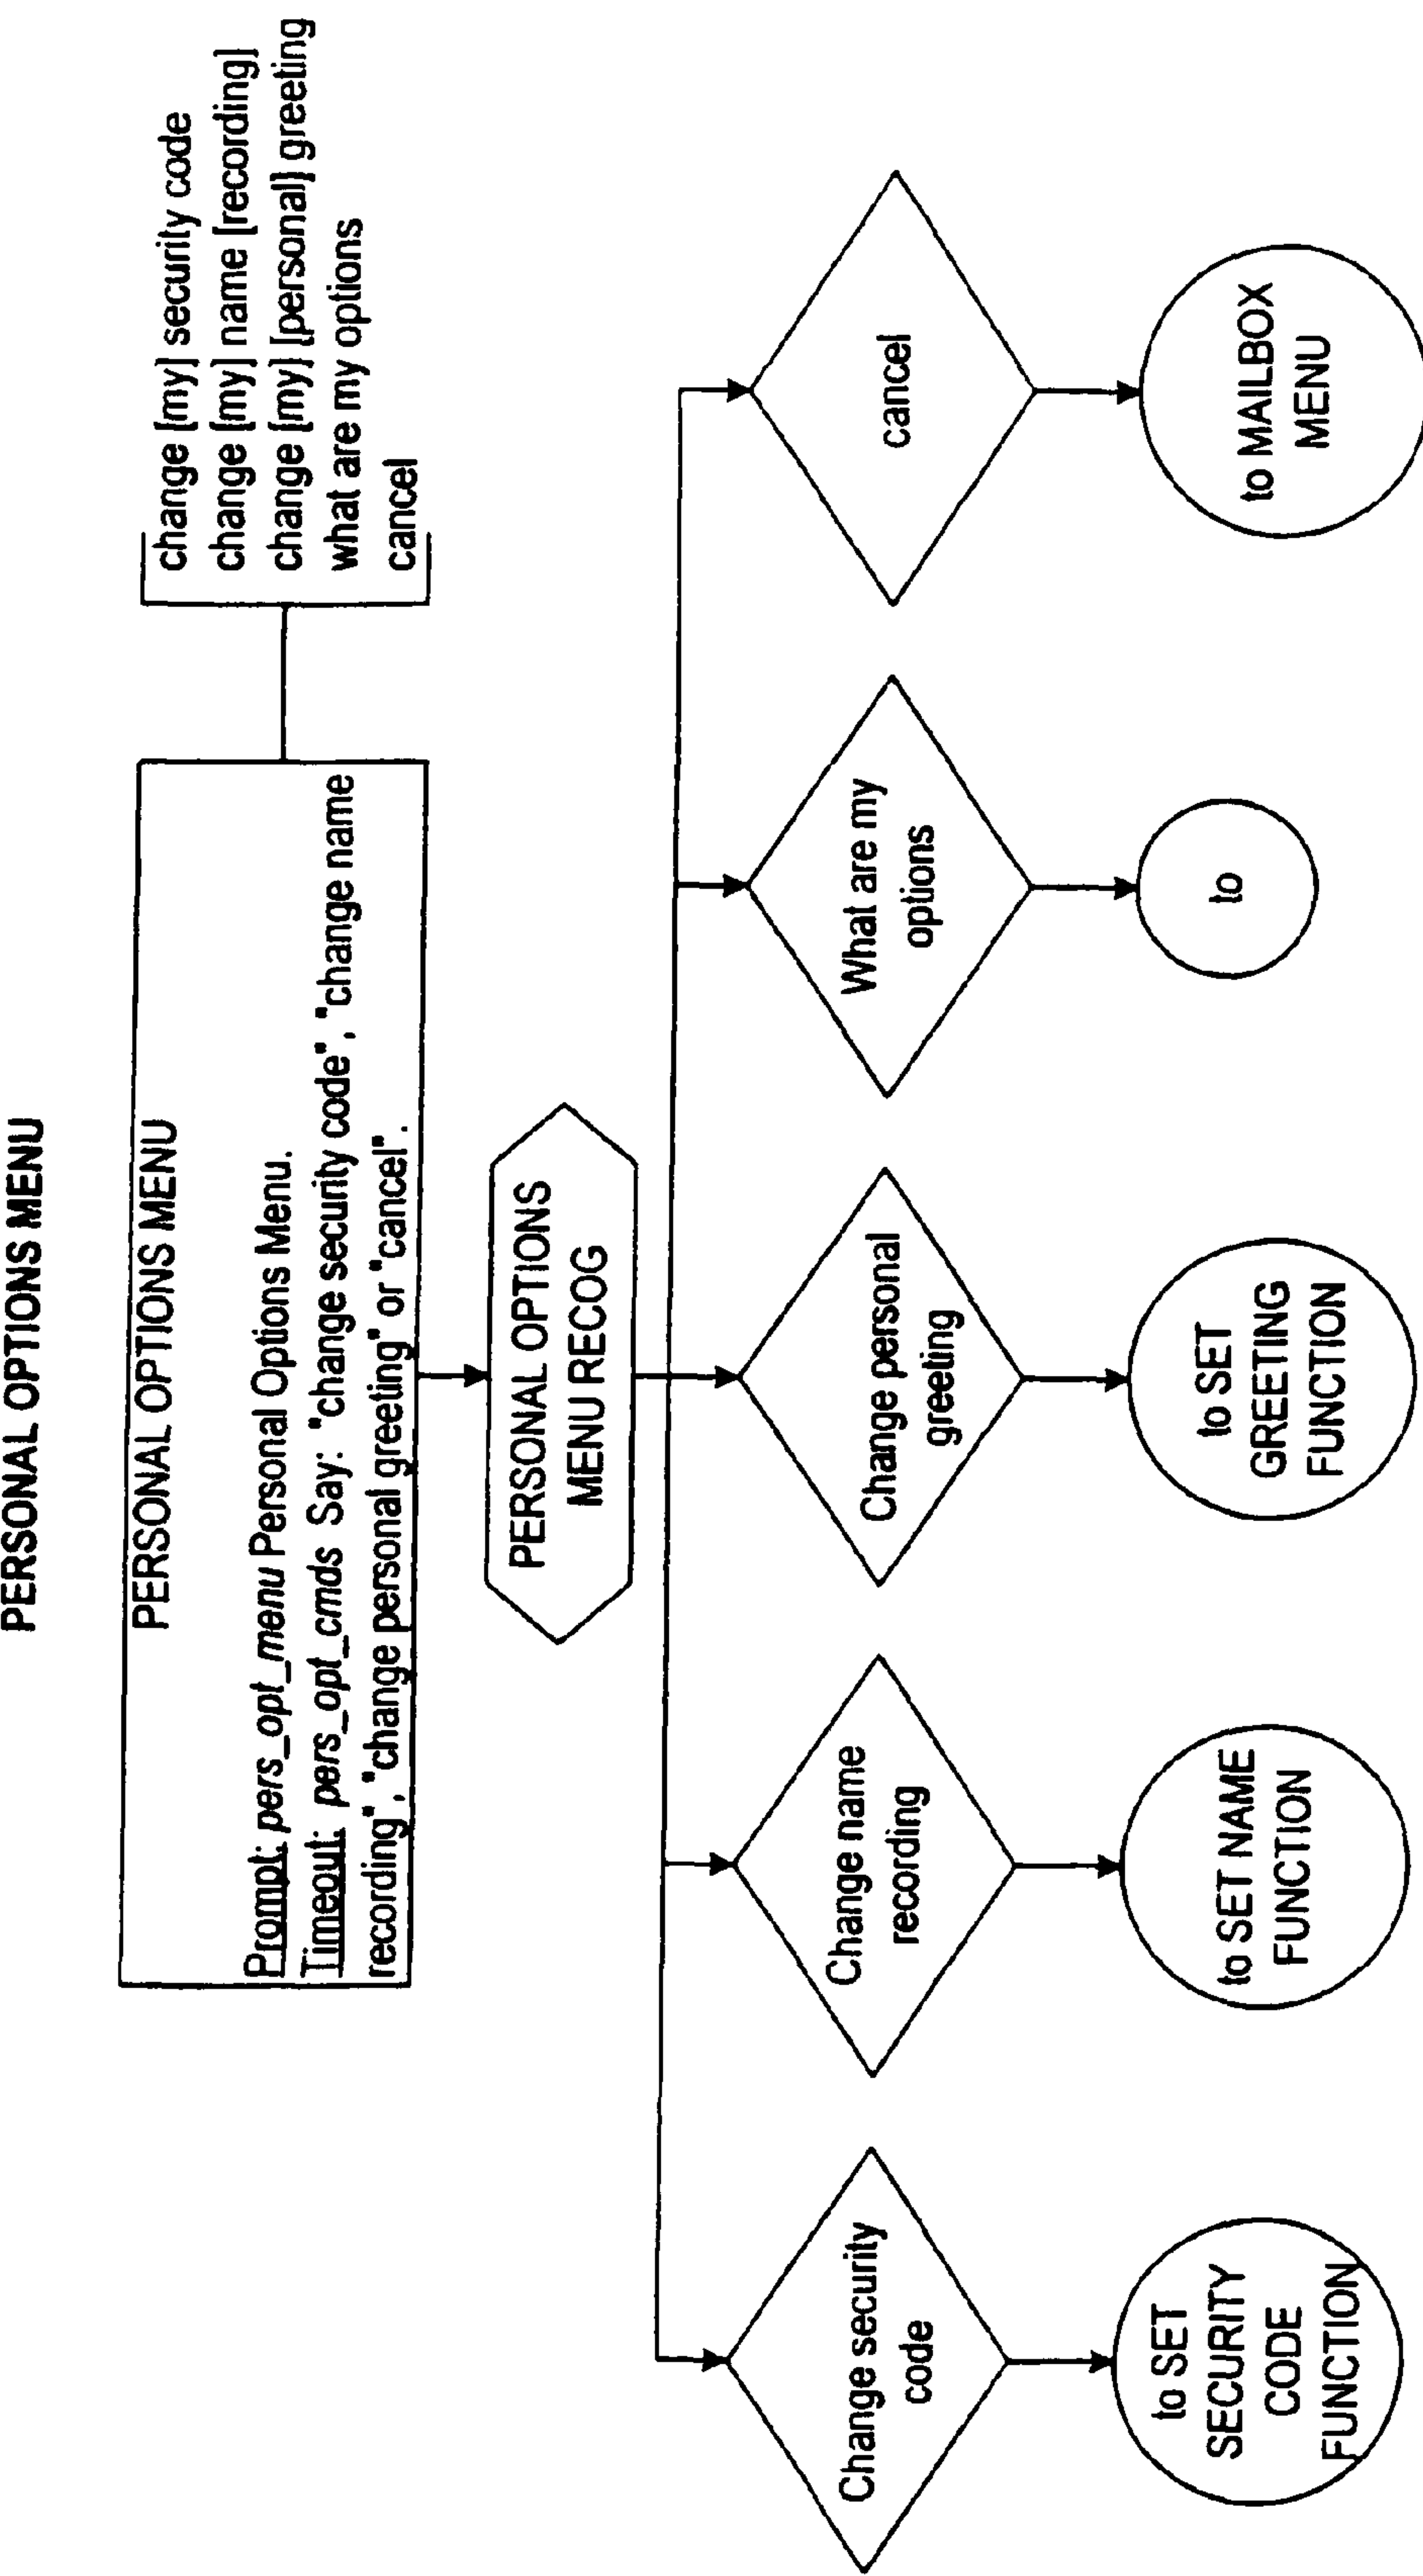 PERSONAL OPTIONS MENU
PERSONAL OPTIONS MENU
Prompt: pers_opt_menu Personal Options Menu.
Timeout: pers_opt_cmds Say: "change security code", "change name
recording", "change personal greeting" or "cancel".
change [my] security code
change [my] name [recording]
change [my] [personal] greeting
what are my options
cancel
PERSONAL OPTIONS
MENU RECOG
Change security
code
Change name
recording
Change personal
greeting
What are my
options
cancel
to SET
SECURITY
CODE
FUNCTION
to SET NAME
FUNCTION
to SET
GREETING
FUNCTION
to
to MAILBOX
MENU